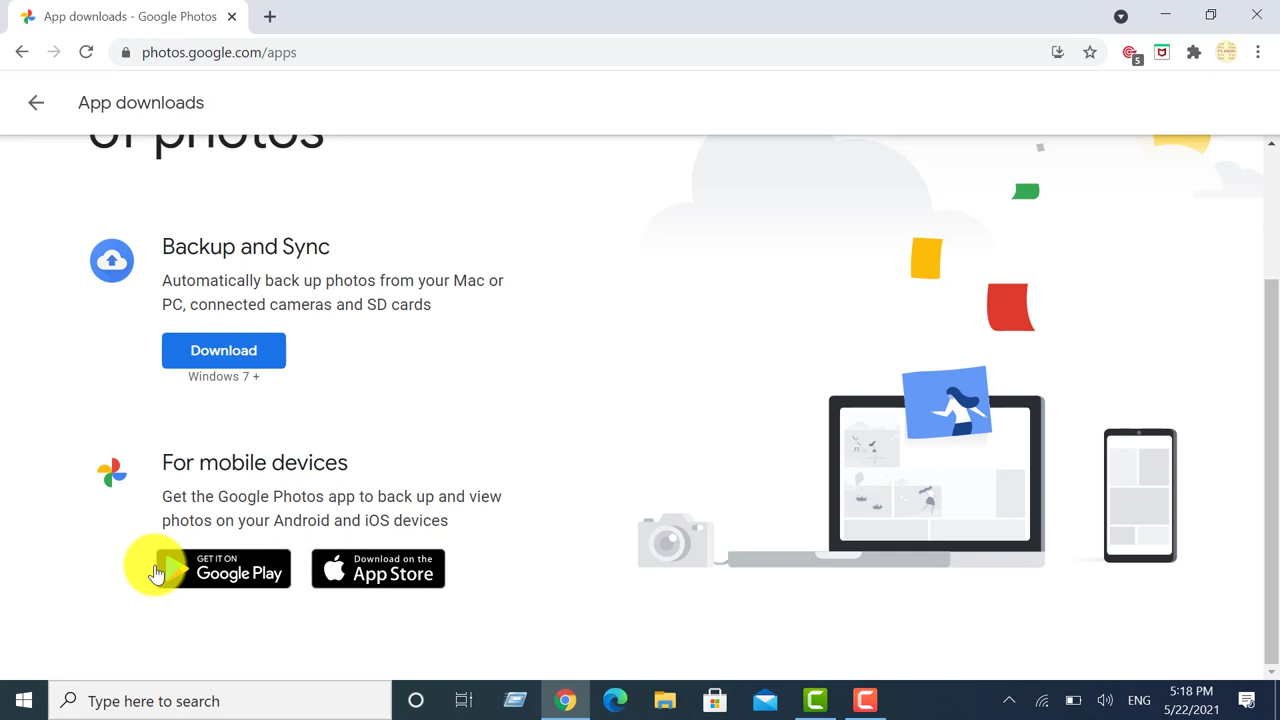 App downloads - Google Photos
photos.google.com/apps
5
App downloads
of photos
Backup and Sync
Automatically back up photos from your Mac or
PC, connected cameras and SD cards
Download
Windows 7 +
For mobile devices
Get the Google Photos app to back up and view
photos on your Android and iOS devices
GET IT ON
Google Play
Download on the
App Store
Type here to search
ENG
5:18 PM
5/22/2021